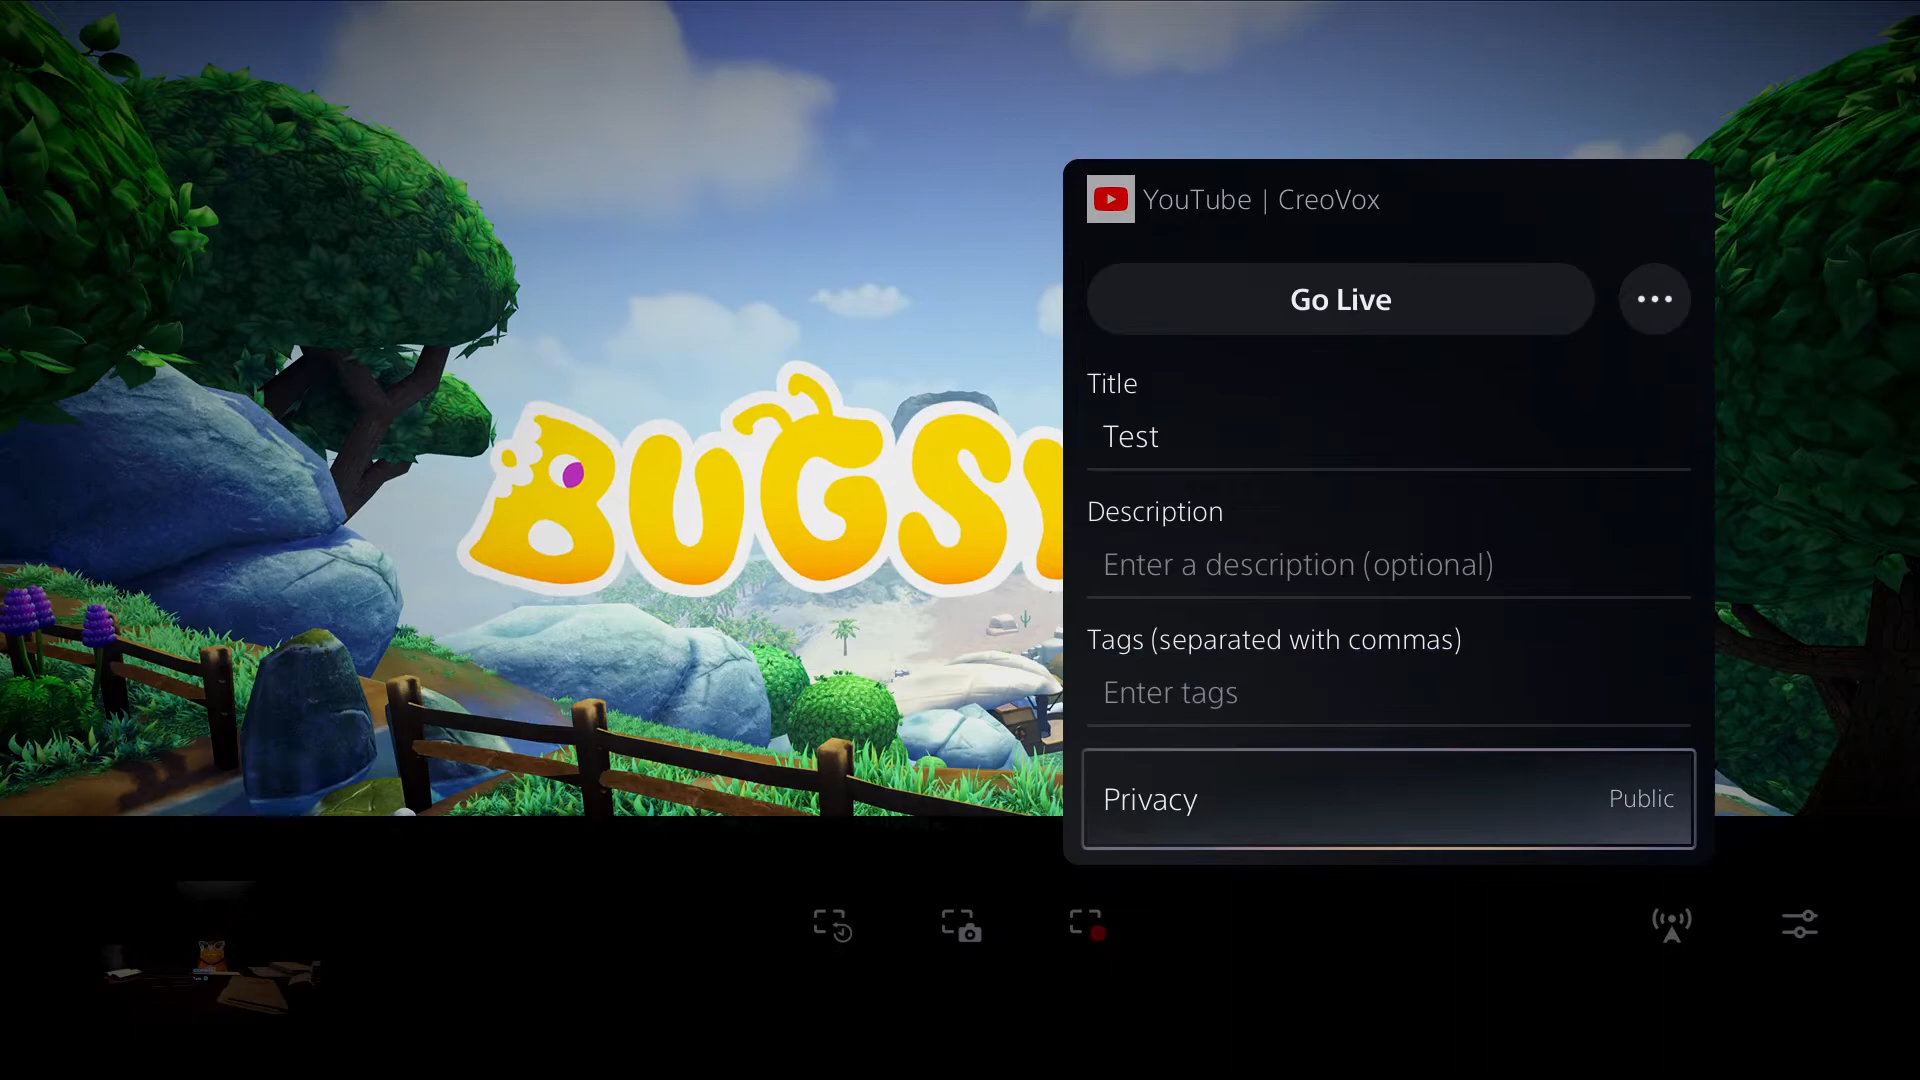 YouTube | CreoVox
Go Live
Title
Test
Description
Enter a description (optional)
Tags (separated with commas)
Enter tags
Privacy
Public
BUGS